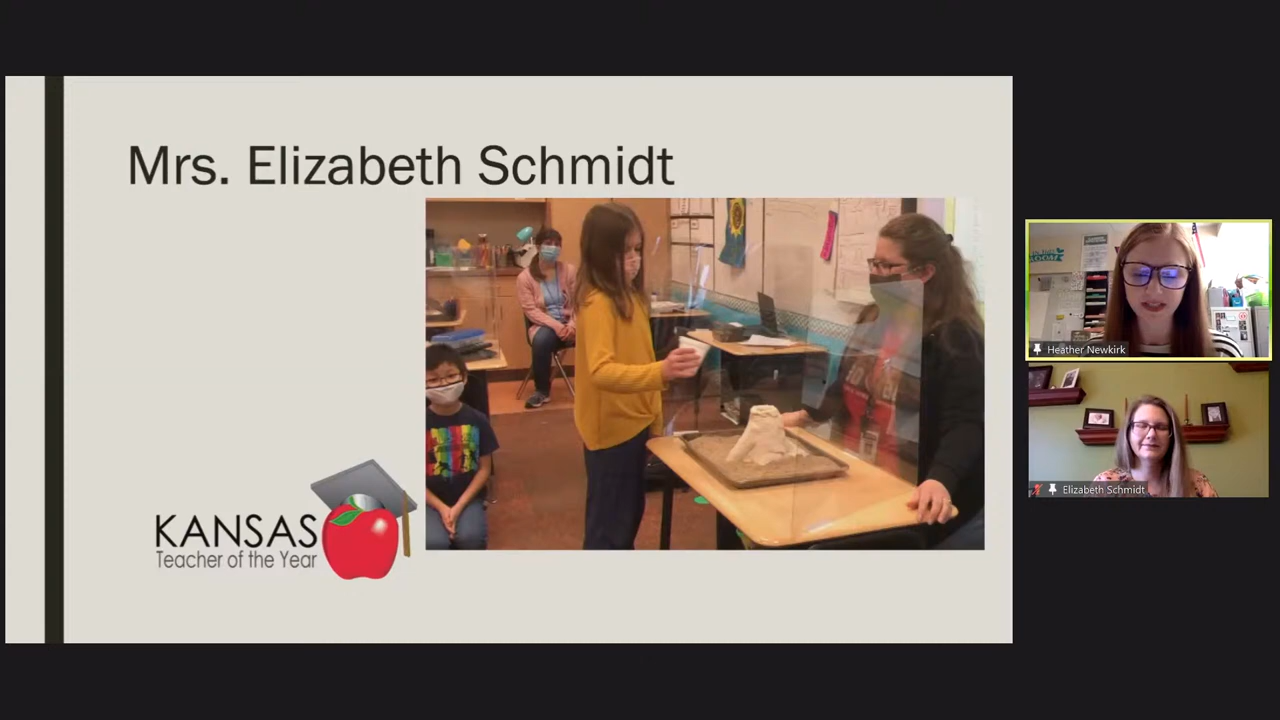 Mrs. Elizabeth Schmidt
KANSAS
Teacher of the Year
Heather Newkirk
Elizabeth Schmidt